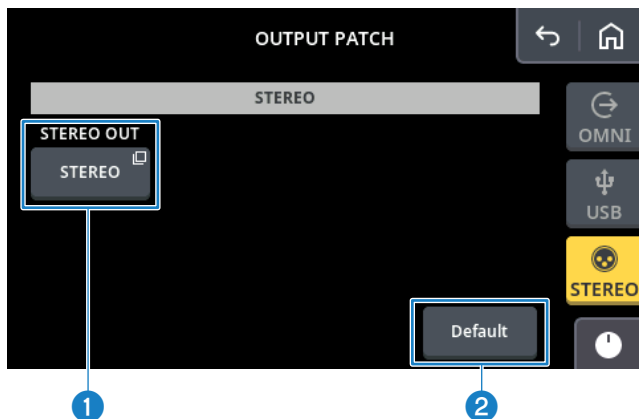 OUTPUT PATCH
STEREO
STEREO OUT
STEREO
OMNI
USB
STEREO
Default
1
2